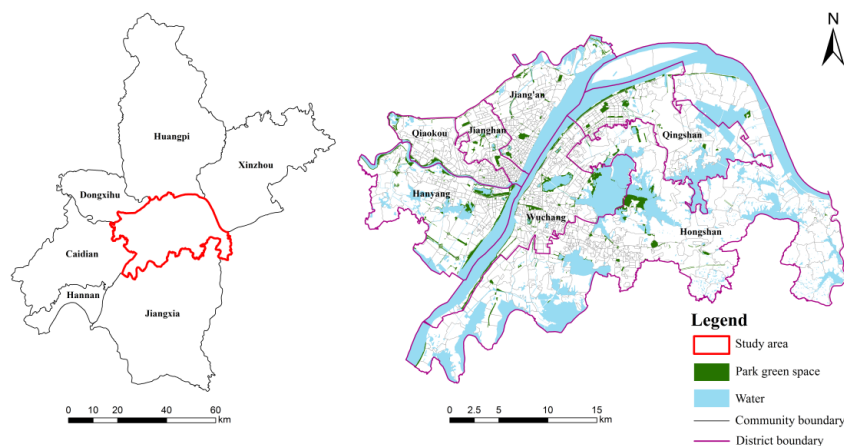 Huangpi
Xinzhou
Dongxihu
Caidian
Hannan
Jiangxia
0 10 20 40 60
km
N
Jiang'an
Qiaokou
Jianghan
Qingshan
Hanyang
Wuchang
Hongshan
Legend
Study area
Park green space
Water
Community boundary
District boundary
0 2.5 5 10 15
km